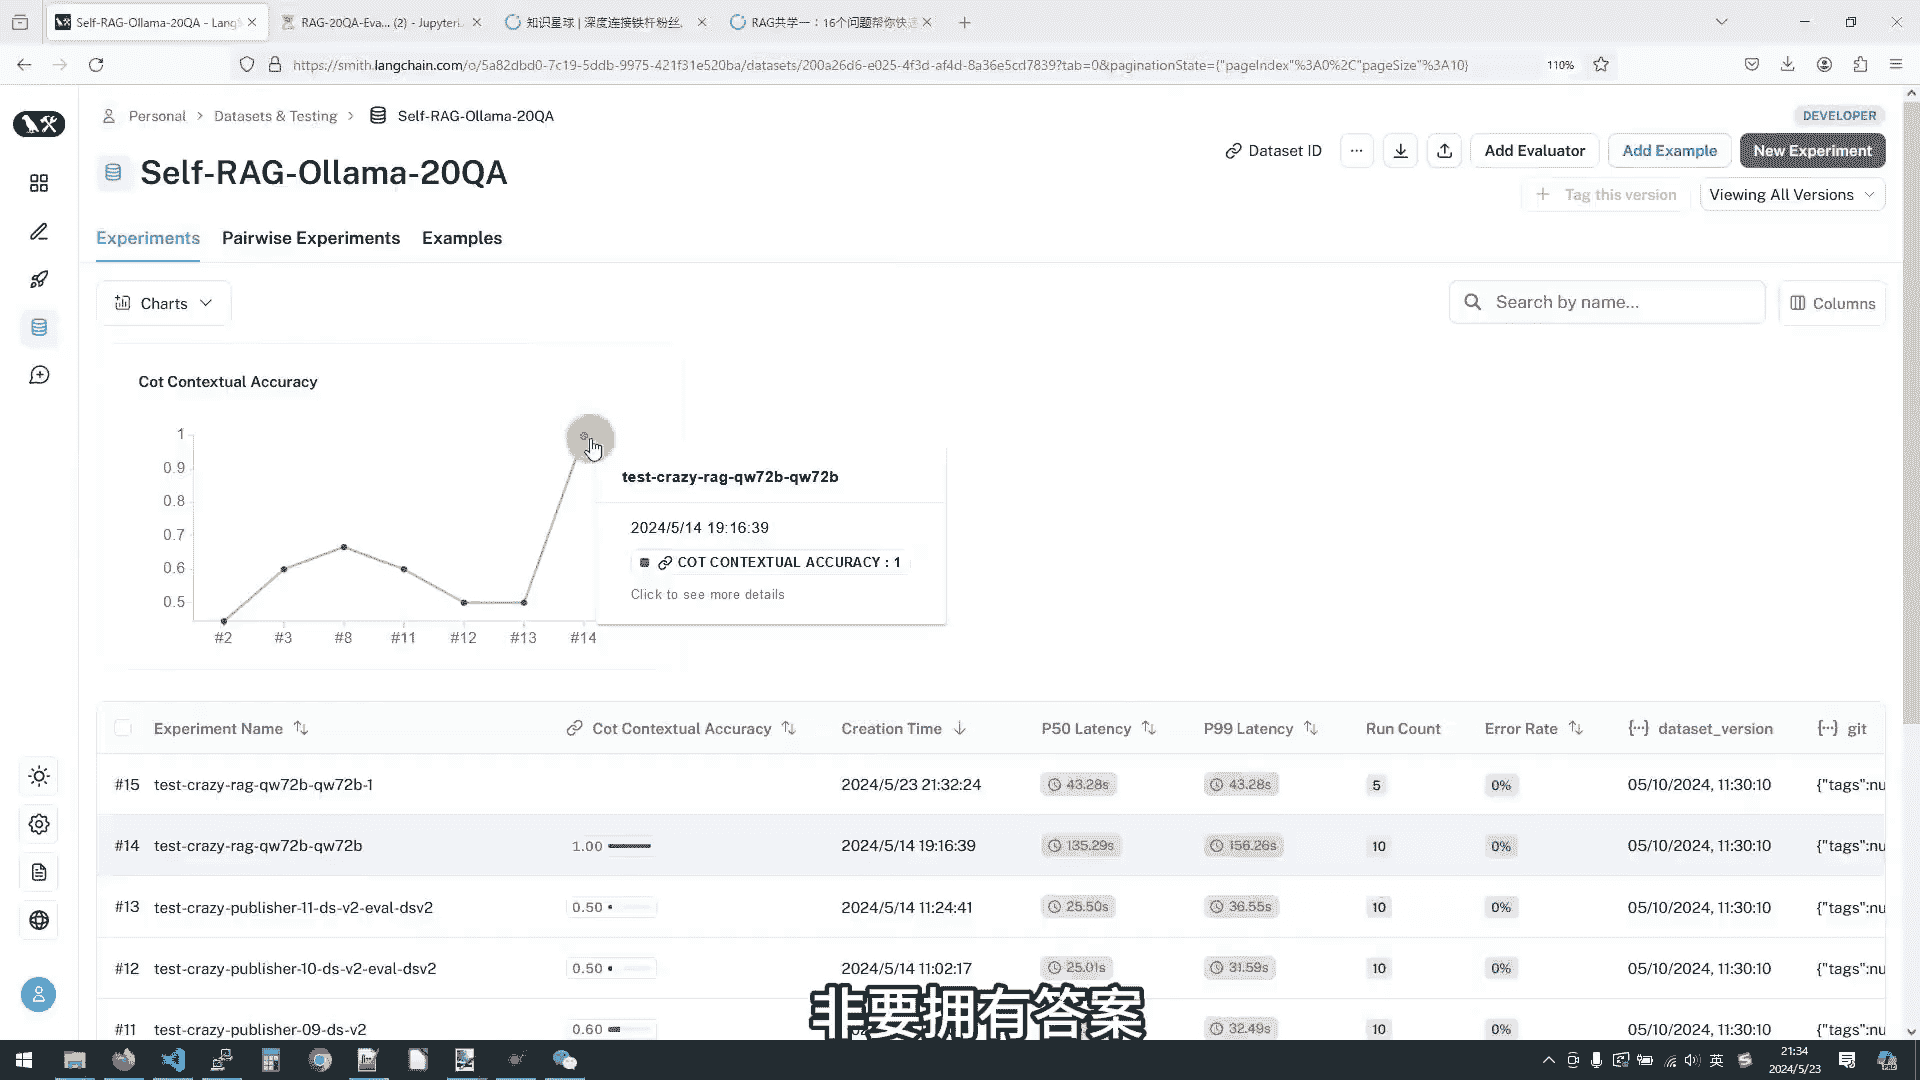 Self-RAG-Ollama-20QA - LangS
RAG-20QA-Eva... (2) - JupyterL
知识星球 | 深度连接铁杆粉丝,
RAG共学一：16个问题帮你快速
https://smith.langchain.com/o/5a82dbd0-7c19-5ddb-9975-421f31e520ba/datasets/200a26d6-e025-4f3d-af4d-8a36e5cd7839?tab=0&paginationState={"pageIndex"%3A0%2C"pageSize"%3A10}
110%
Personal > Datasets & Testing > Self-RAG-Ollama-20QA
DEVELOPER
Self-RAG-Ollama-20QA
Dataset ID
Add Evaluator
Add Example
New Experiment
+ Tag this version
Viewing All Versions
Experiments
Pairwise Experiments
Examples
Charts
Search by name...
Columns
Cot Contextual Accuracy
1
0.9
0.8
0.7
0.6
0.5
#2 #3 #8 #11 #12 #13 #14
test-crazy-rag-qw72b-qw72b
2024/5/14 19:16:39
COT CONTEXTUAL ACCURACY : 1
Click to see more details
Experiment Name Cot Contextual Accuracy Creation Time P50 Latency P99 Latency Run Count Error Rate dataset_version git
#15 test-crazy-rag-qw72b-qw72b-1 2024/5/23 21:32:24 43.28s 43.28s 5 0% 05/10/2024, 11:30:10 {"tags":nu
#14 test-crazy-rag-qw72b-qw72b 1.00 2024/5/14 19:16:39 135.29s 156.26s 10 0% 05/10/2024, 11:30:10 {"tags":nu
#13 test-crazy-publisher-11-ds-v2-eval-dsv2 0.50 2024/5/14 11:24:41 25.50s 36.55s 10 0% 05/10/2024, 11:30:10 {"tags":nu
#12 test-crazy-publisher-10-ds-v2-eval-dsv2 0.50 2024/5/14 11:02:17 25.01s 31.59s 10 0% 05/10/2024, 11:30:10 {"tags":nu
#11 test-crazy-publisher-09-ds-v2 0.60 32.49s 10 0% 05/10/2024, 11:30:10 {"tags":nu
非要拥有答案
英
21:34
2024/5/23